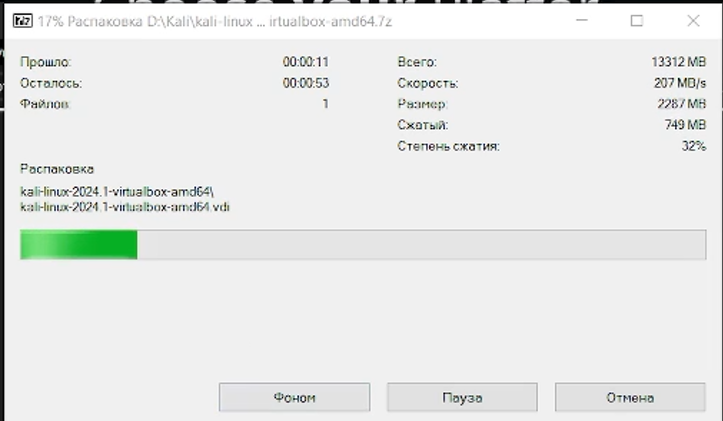 17% Распаковка D:\Kali\kali-linux ... irtualbox-amd64.7z
Прошло: 00:00:11
Осталось: 00:00:53
Файлов: 1
Всего: 13312 MB
Скорость: 207 MB/s
Размер: 2287 MB
Сжатый: 749 MB
Степень сжатия: 32%
Распаковка
kali-linux-2024.1-virtualbox-amd64\
kali-linux-2024.1-virtualbox-amd64.vdi
Фоном
Пауза
Отмена